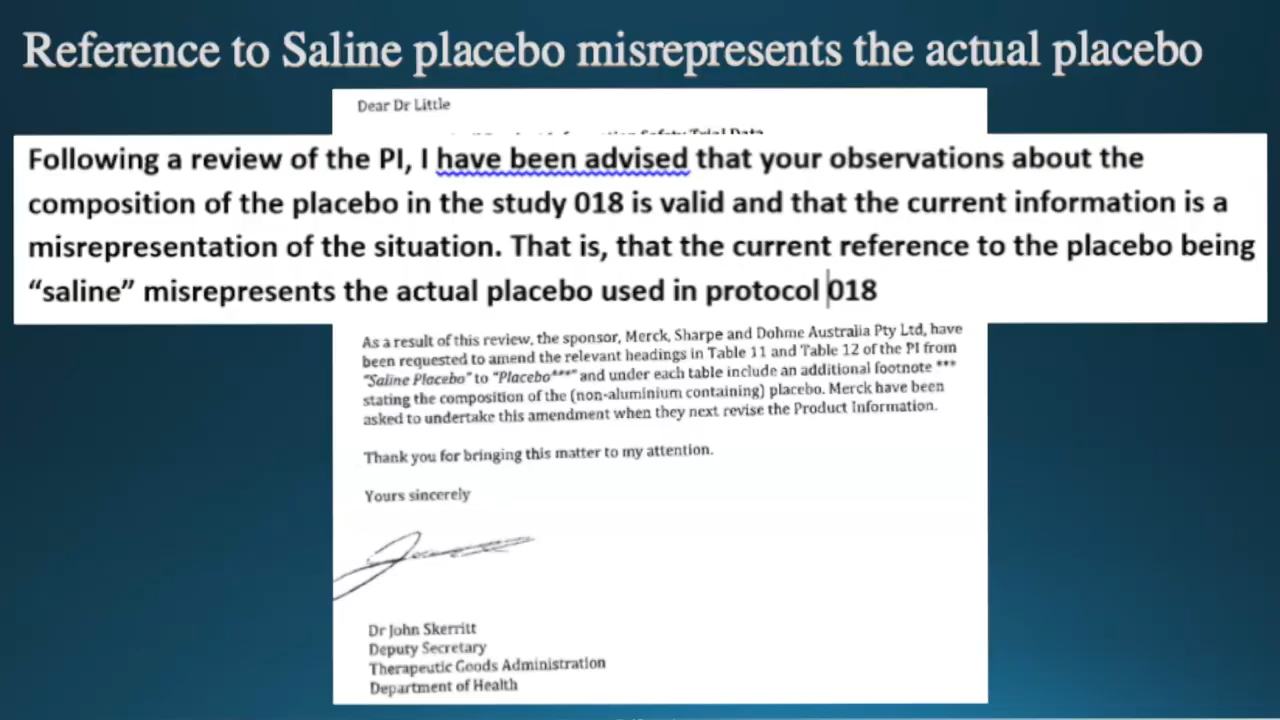 Reference to Saline placebo misrepresents the actual placebo
Dear Dr Little
Safety Trial Data
Following a review of the PI, I have been advised that your observations about the
composition of the placebo in the study 018 is valid and that the current information is a
misrepresentation of the situation. That is, that the current reference to the placebo being
“saline” misrepresents the actual placebo used in protocol 018
As a result of this review, the sponsor, Merck, Sharpe and Dohme Australia Pty Ltd, have
been requested to amend the relevant headings in Table 11 and Table 12 of the PI from
"Saline Placebo" to "Placebo***" and under each table include an additional footnote ***
stating the composition of the (non-aluminium containing) placebo. Merck have been
asked to undertake this amendment when they next revise the Product Information.
Thank you for bringing this matter to my attention.
Yours sincerely
Dr John Skerritt
Deputy Secretary
Therapeutic Goods Administration
Department of Health